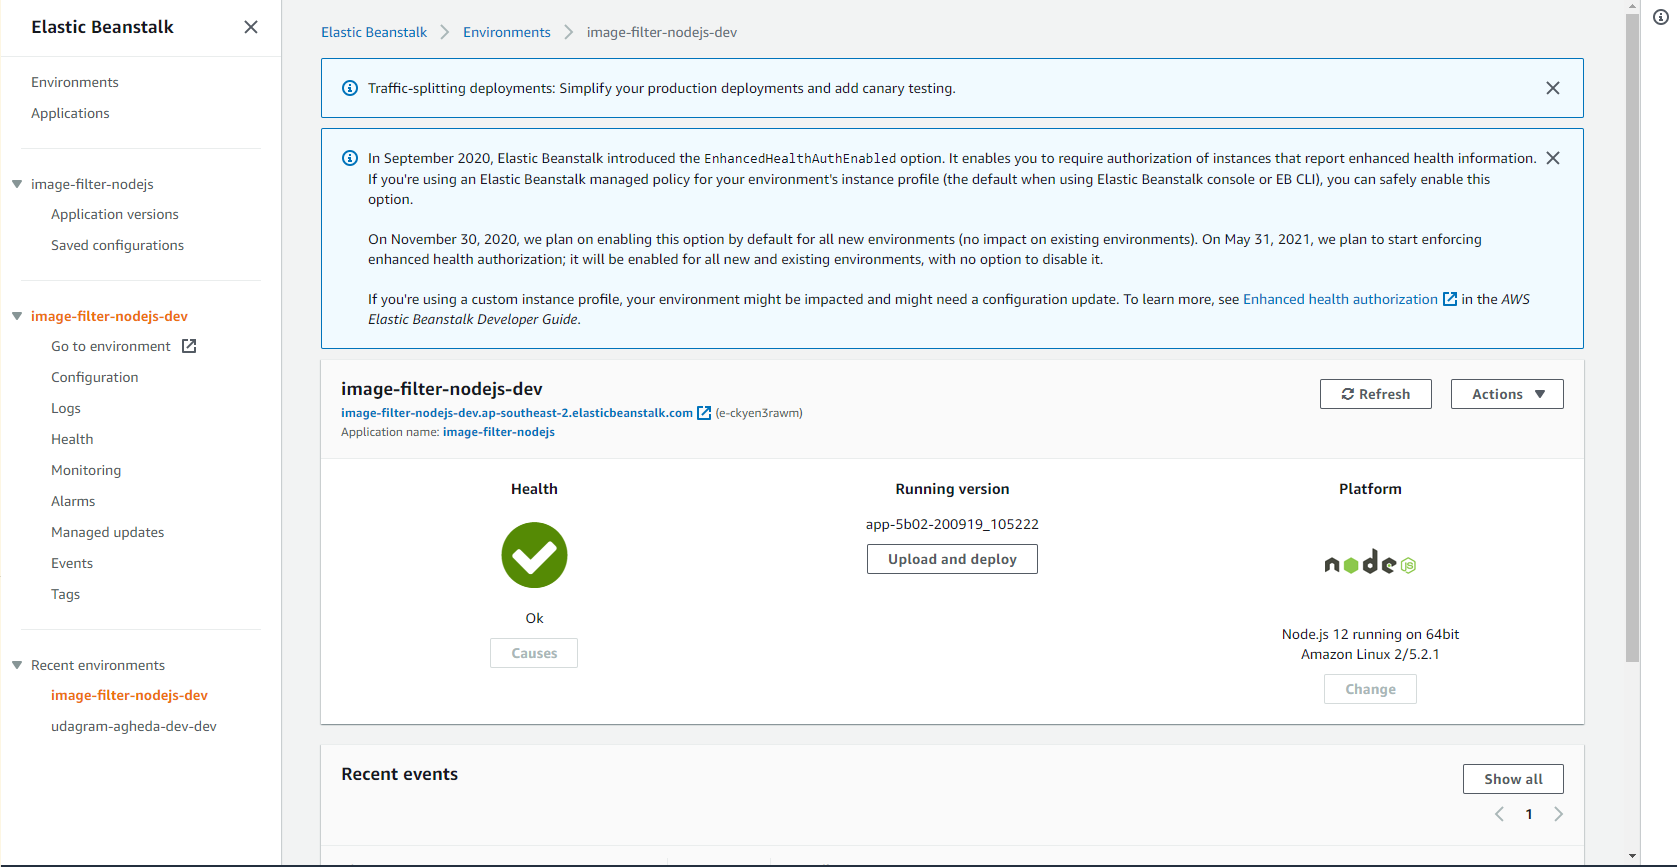 Elastic Beanstalk
Environments
Applications
image-filter-nodejs
Application versions
Saved configurations
image-filter-nodejs-dev
Go to environment
Configuration
Logs
Health
Monitoring
Alarms
Managed updates
Events
Tags
Recent environments
image-filter-nodejs-dev
udagram-agheda-dev-dev
Elastic Beanstalk > Environments > image-filter-nodejs-dev
Traffic-splitting deployments: Simplify your production deployments and add canary testing.
In September 2020, Elastic Beanstalk introduced the EnhancedHealthAuthEnabled option. It enables you to require authorization of instances that report enhanced health information.
If you're using an Elastic Beanstalk managed policy for your environment's instance profile (the default when using Elastic Beanstalk console or EB CLI), you can safely enable this
option.
On November 30, 2020, we plan on enabling this option by default for all new environments (no impact on existing environments). On May 31, 2021, we plan to start enforcing
enhanced health authorization; it will be enabled for all new and existing environments, with no option to disable it.
If you're using a custom instance profile, your environment might be impacted and might need a configuration update. To learn more, see Enhanced health authorization in the AWS
Elastic Beanstalk Developer Guide.
image-filter-nodejs-dev
Refresh
Actions
image-filter-nodejs-dev.ap-southeast-2.elasticbeanstalk.com (e-ckyen3rawm)
Application name: image-filter-nodejs
Health
Ok
Causes
Running version
app-5b02-200919_105222
Upload and deploy
Platform
node JS
Node.js 12 running on 64bit
Amazon Linux 2/5.2.1
Change
Recent events
Show all
1